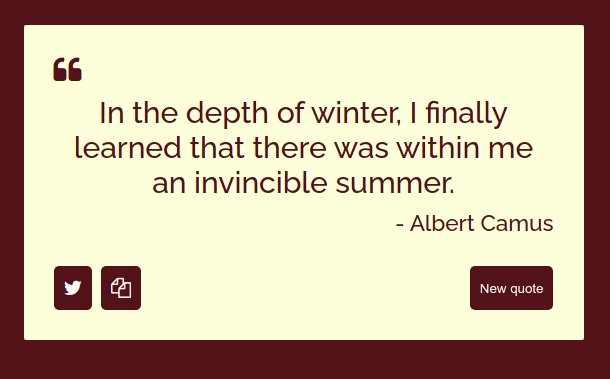 “
In the depth of winter, I finally
learned that there was within me
an invincible summer.
- Albert Camus
New quote